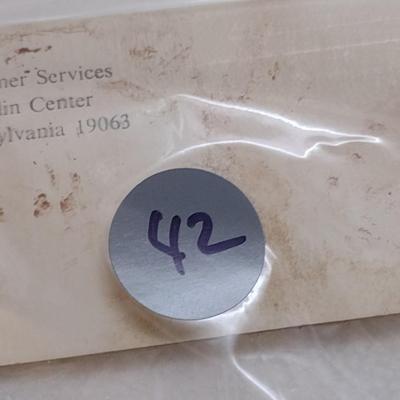 ner Services
lin Center
ylvania 19063
42